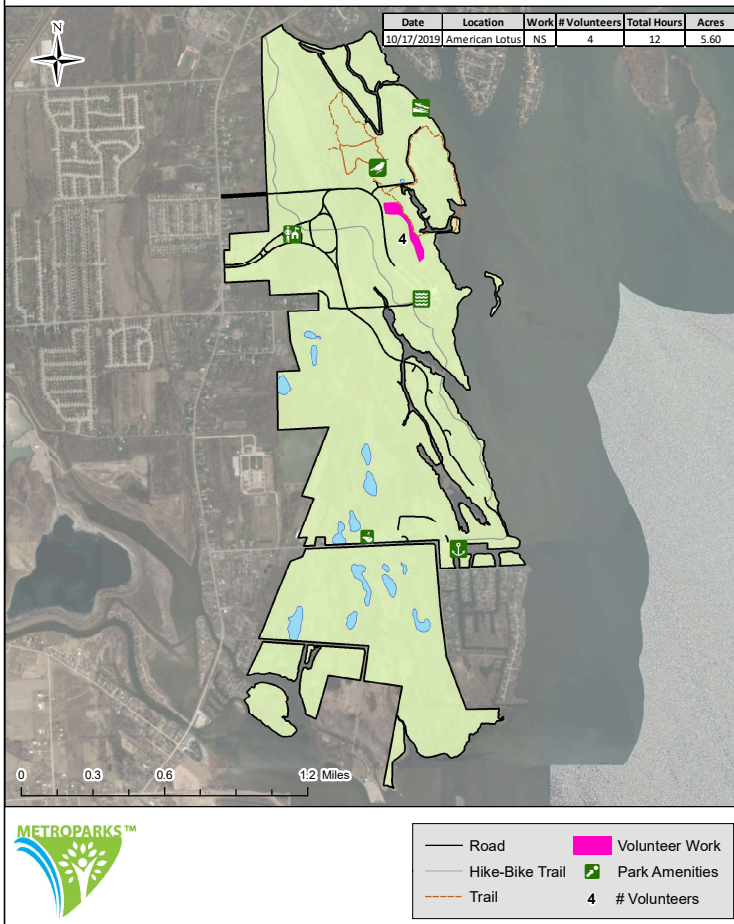 N
Date Location Work # Volunteers Total Hours Acres
10/17/2019 American Lotus NS 4 12 5.60
4
0 0.3 0.6 1.2 Miles
METROPARKS™
Road Volunteer Work
Hike-Bike Trail Park Amenities
Trail 4 # Volunteers